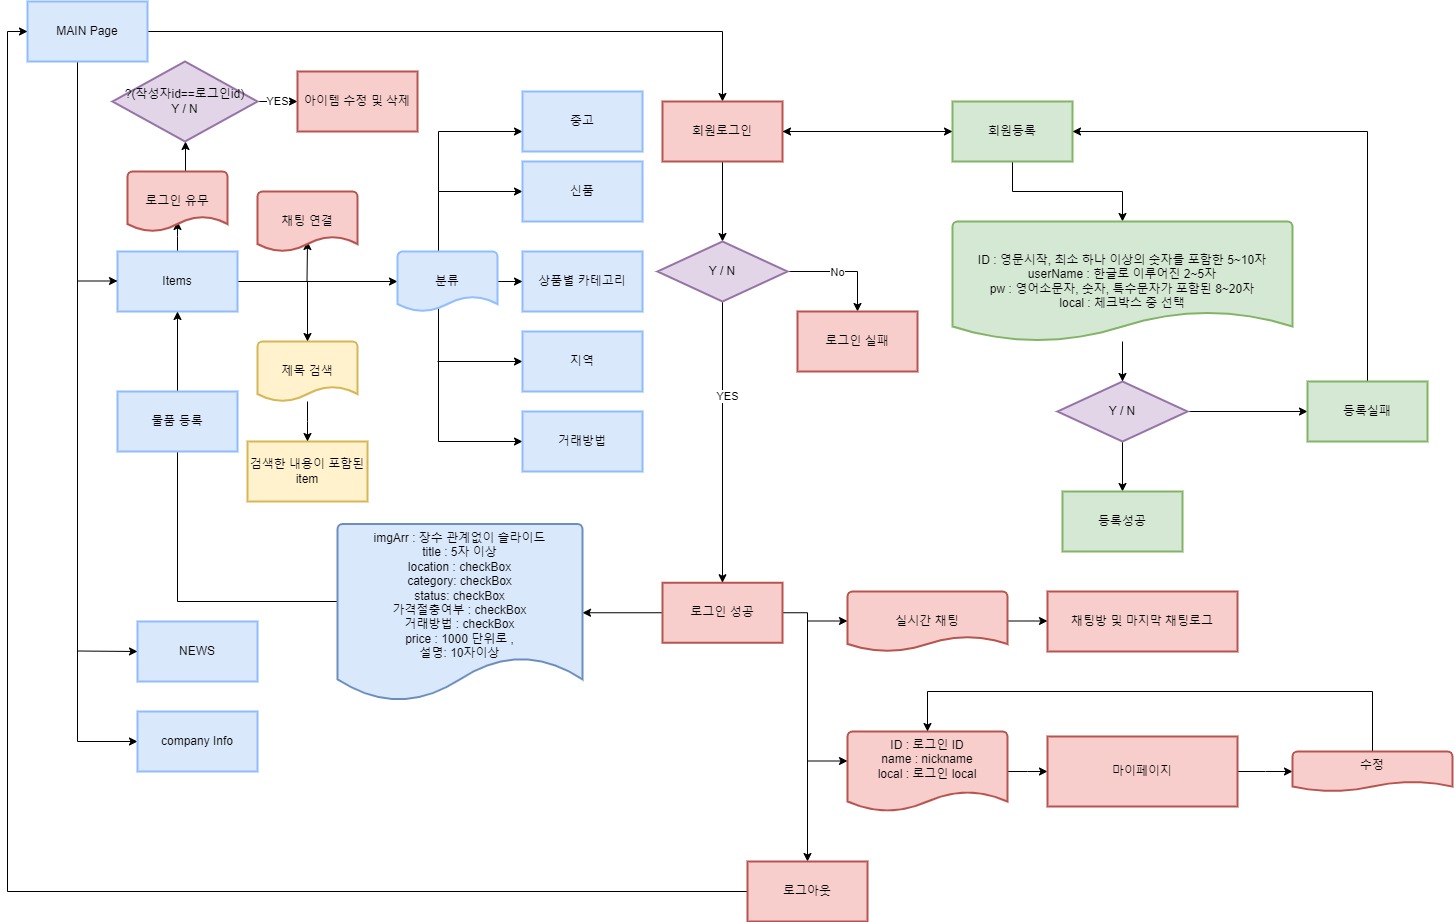 MAIN Page
?(작성자id==로그인id)
Y / N
YES
아이템 수정 및 삭제
로그인 유무
채팅 연결
Items
분류
중고
신품
상품별 카테고리
지역
거래방법
제목 검색
검색한 내용이 포함된
item
물품 등록
회원로그인
Y / N
No
로그인 실패
YES
회원등록
ID : 영문시작, 최소 하나 이상의 숫자를 포함한 5~10자
userName : 한글로 이루어진 2~5자
pw : 영어소문자, 숫자, 특수문자가 포함된 8~20자
local : 체크박스 중 선택
Y / N
등록실패
등록성공
imgArr : 장수 관계없이 슬라이드
title : 5자 이상
location : checkBox
category: checkBox
status: checkBox
가격절충여부 : checkBox
거래방법 : checkBox
price : 1000 단위로 ,
설명: 10자이상
로그인 성공
실시간 채팅
채팅방 및 마지막 채팅로그
NEWS
company Info
ID : 로그인 ID
name : nickname
local : 로그인 local
마이페이지
수정
로그아웃